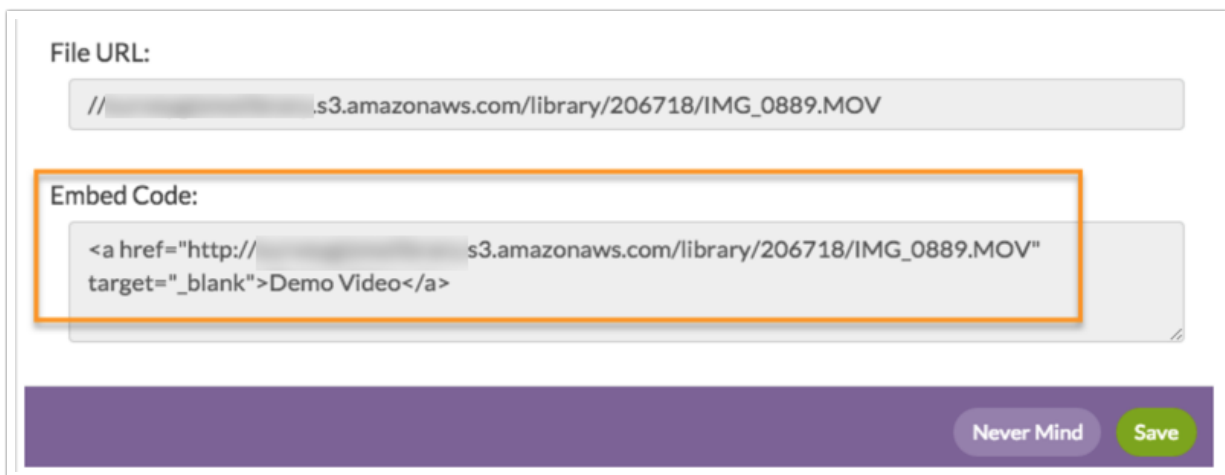 File URL:
// .s3.amazonaws.com/library/206718/IMG_0889.MOV
Embed Code:
<a href="http:// s3.amazonaws.com/library/206718/IMG_0889.MOV"
target="_blank">Demo Video</a>
Never Mind
Save